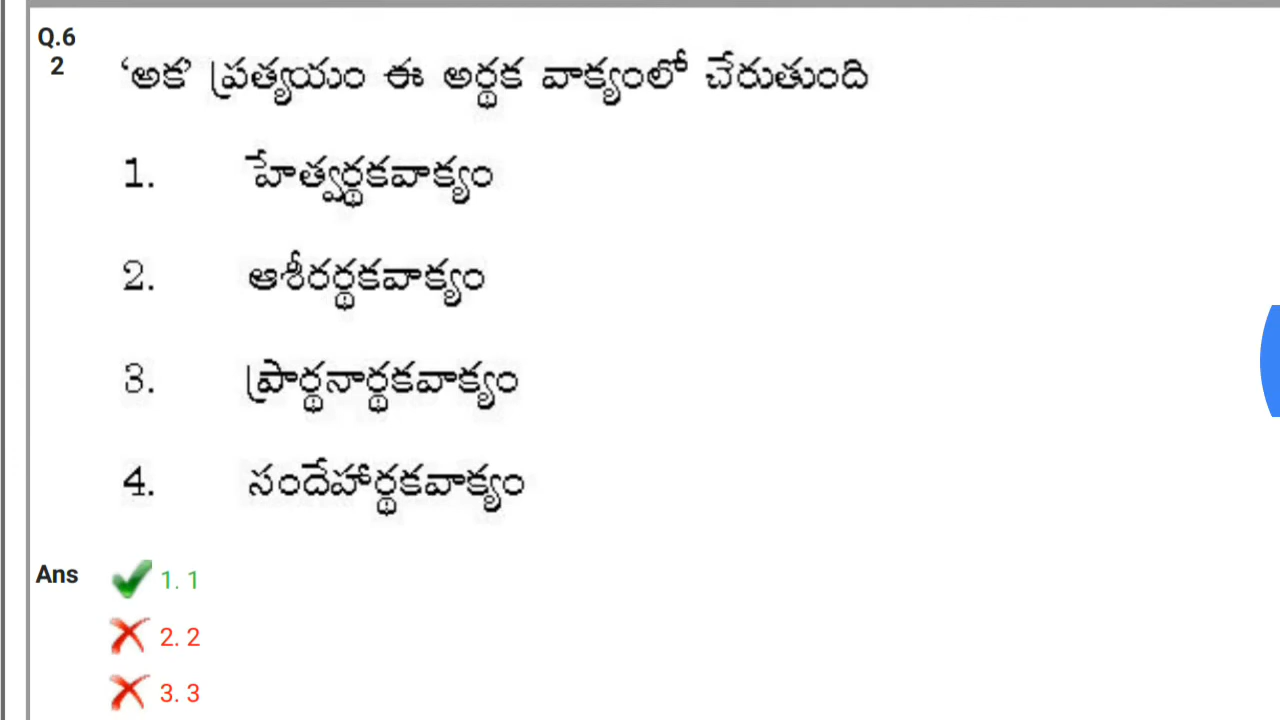 Q.6
2
‘అక’ ప్రత్యయం ఈ అర్థక వాక్యంలో చేరుతుంది
1. హేత్వర్థకవాక్యం
2. ఆశీరర్థకవాక్యం
3. ప్రార్థనార్థకవాక్యం
4. సందేహార్థకవాక్యం
Ans 1. 1
2. 2
3. 3